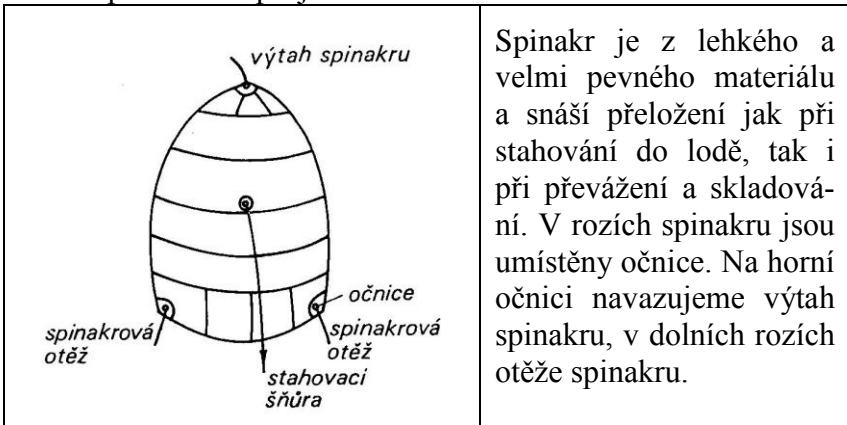 výtah spinakru
očnice
spinakrová
otěž
spinakrová
otěž
stahovaci
šňůra
Spinakr je z lehkého a
velmi pevného materiálu
a snáší přeložení jak při
stahování do lodě, tak i
při převážení a skladová-
ní. V rozích spinakru jsou
umístěny očnice. Na horní
očnici navazujeme výtah
spinakru, v dolních rozích
otěže spinakru.